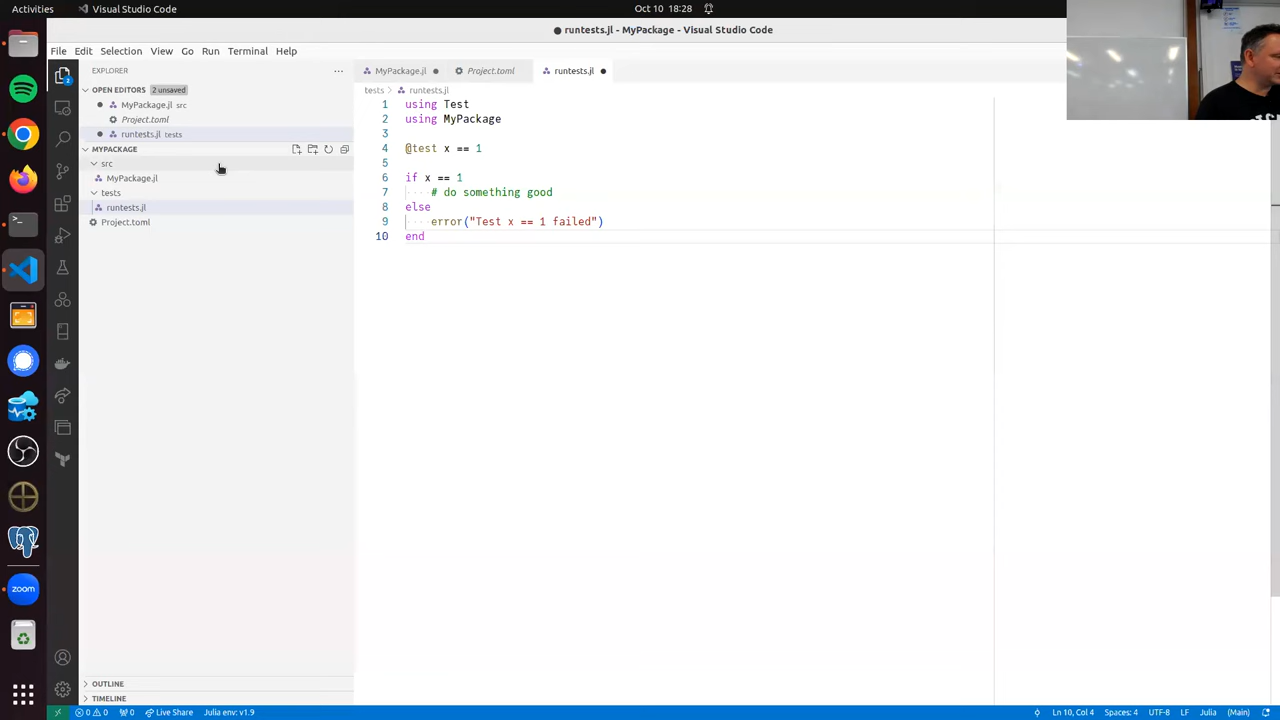 Activities
Visual Studio Code
Oct 10 18:28
runtests.jl - MyPackage - Visual Studio Code
File Edit Selection View Go Run Terminal Help
EXPLORER
OPEN EDITORS 2 unsaved
MyPackage.jl src
Project.toml
runtests.jl tests
MYPACKAGE
src
MyPackage.jl
tests
runtests.jl
Project.toml
OUTLINE
TIMELINE
MyPackage.jl Project.toml runtests.jl
tests > runtests.jl
1 using Test
2 using MyPackage
3
4 @test x == 1
5
6 if x == 1
7 # do something good
8 else
9 error("Test x == 1 failed")
10 end
2
zoom
0 0 0 Live Share Julia env: v1.9
Ln 10, Col 4 Spaces: 4 UTF-8 LF Julia (Main)